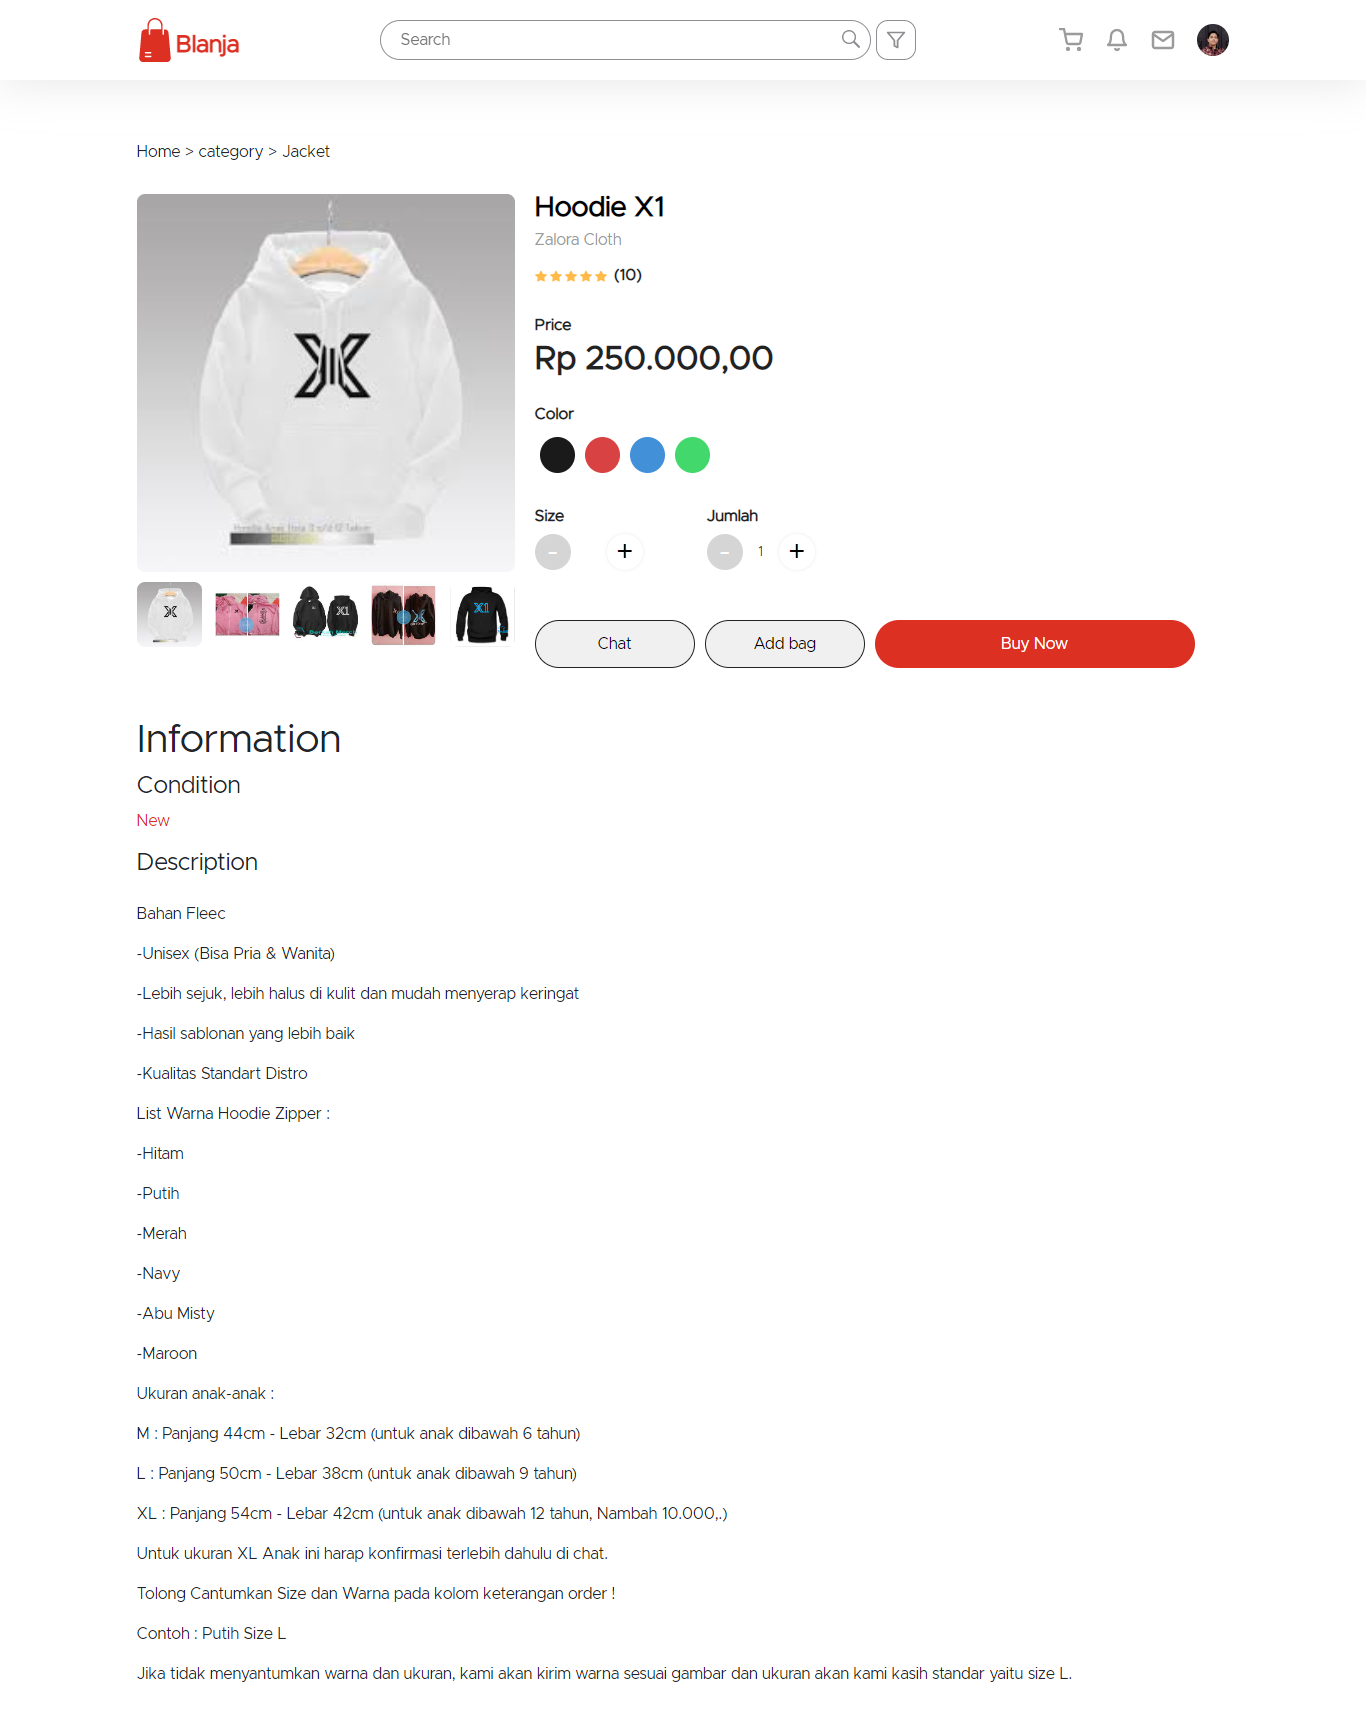 Blanja
Search
Home > category > Jacket
Hoodie X1
Zalora Cloth
(10)
Price
Rp 250.000,00
Color
Size
Jumlah
-
+
-
1
+
X1
X1
Chat
Add bag
Buy Now
Information
Condition
New
Description
Bahan Fleec
-Unisex (Bisa Pria & Wanita)
-Lebih sejuk, lebih halus di kulit dan mudah menyerap keringat
-Hasil sablonan yang lebih baik
-Kualitas Standart Distro
List Warna Hoodie Zipper :
-Hitam
-Putih
-Merah
-Navy
-Abu Misty
-Maroon
Ukuran anak-anak :
M : Panjang 44cm - Lebar 32cm (untuk anak dibawah 6 tahun)
L : Panjang 50cm - Lebar 38cm (untuk anak dibawah 9 tahun)
XL : Panjang 54cm - Lebar 42cm (untuk anak dibawah 12 tahun, Nambah 10.000,.)
Untuk ukuran XL Anak ini harap konfirmasi terlebih dahulu di chat.
Tolong Cantumkan Size dan Warna pada kolom keterangan order !
Contoh : Putih Size L
Jika tidak menyantumkan warna dan ukuran, kami akan kirim warna sesuai gambar dan ukuran akan kami kasih standar yaitu size L.